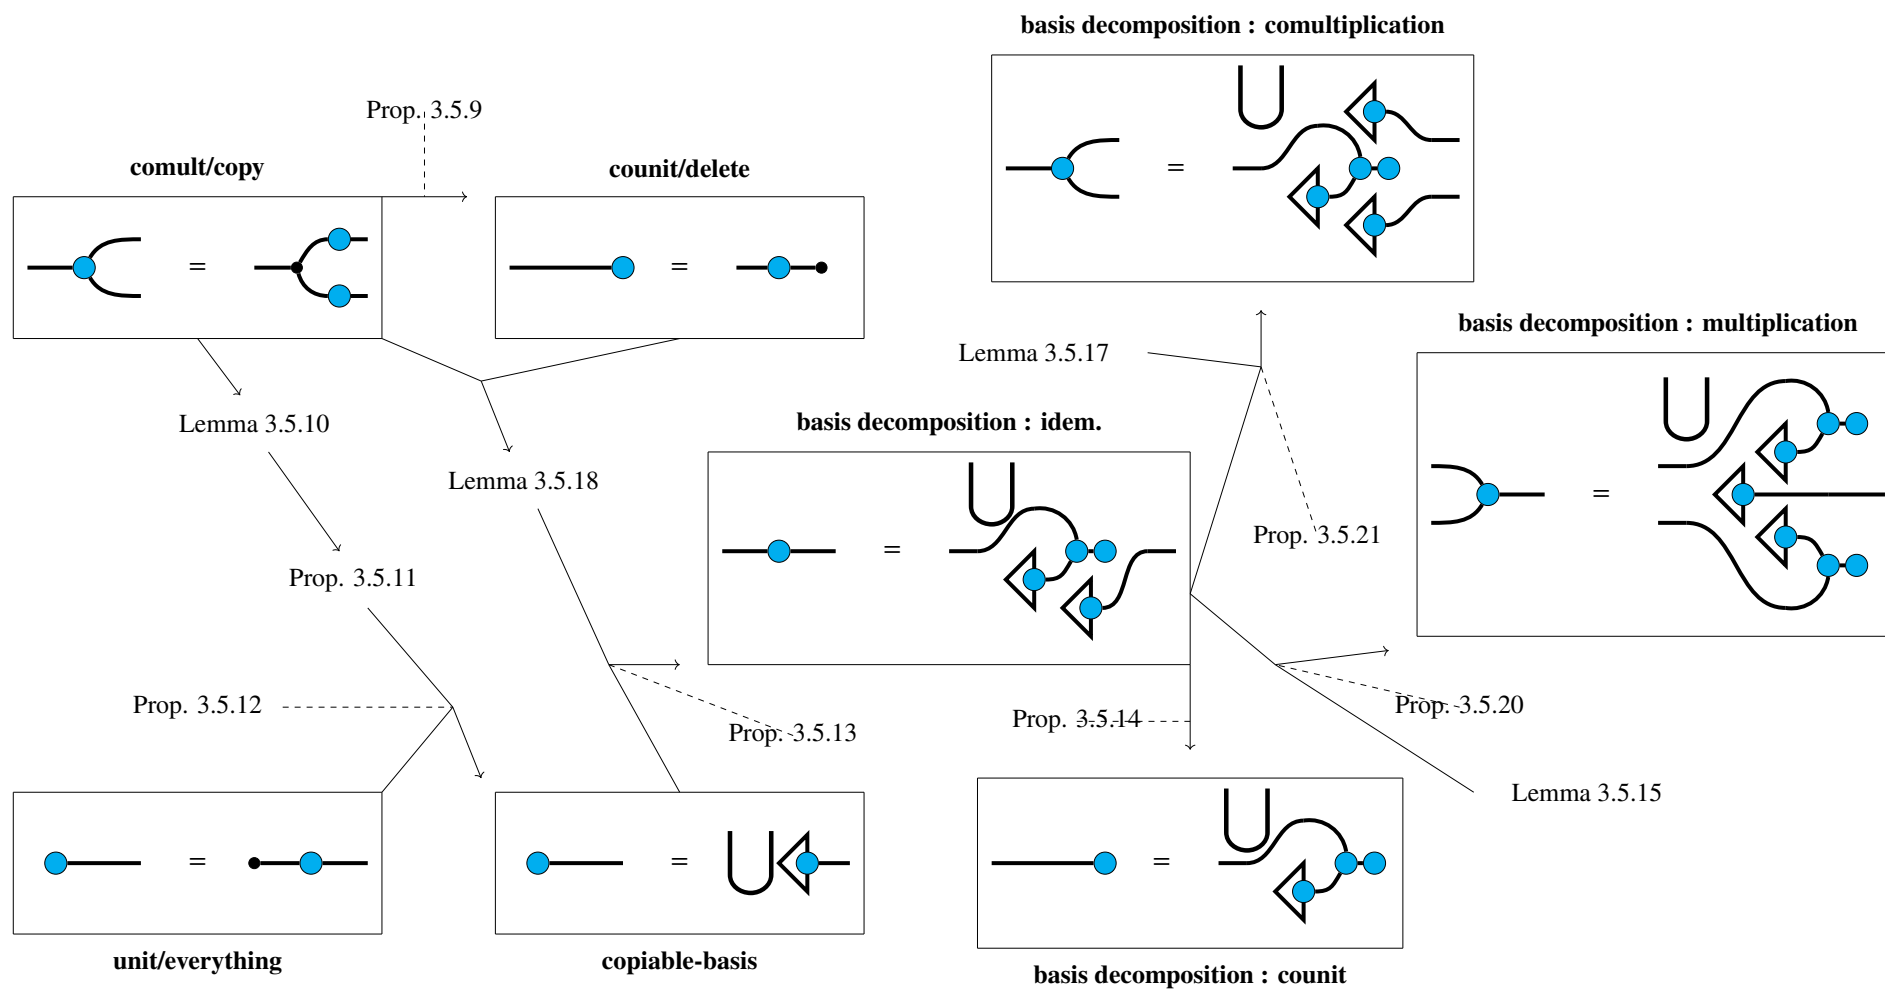 basis decomposition : comultiplication
Prop. 3.5.9
comult/copy
counit/delete
=
=
=
basis decomposition : multiplication
Lemma 3.5.17
Lemma 3.5.10
basis decomposition : idem.
Lemma 3.5.18
=
=
Prop. 3.5.21
Prop. 3.5.11
Prop. 3.5.12
Prop. 3.5.13
Prop. 3.5.14
Prop. 3.5.20
Lemma 3.5.15
=
=
=
unit/everything
copiable-basis
basis decomposition : counit